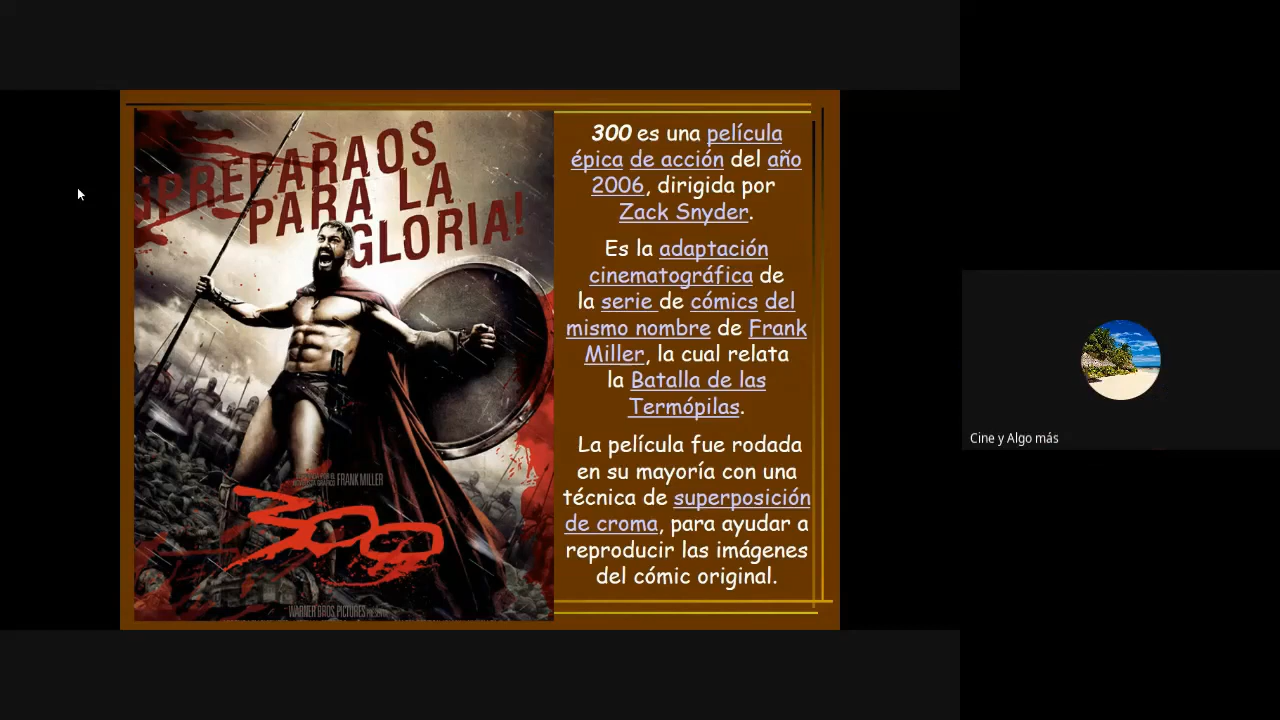 ¡PREPARAOS
PARA LA
GLORIA!
FRANK MILLER
300
WARNER BROS. PICTURES
300 es una película
épica de acción del año
2006, dirigida por
Zack Snyder.
Es la adaptación
cinematográfica de
la serie de cómics del
mismo nombre de Frank
Miller, la cual relata
la Batalla de las
Termópilas.
La película fue rodada
en su mayoría con una
técnica de superposición
de croma, para ayudar a
reproducir las imágenes
del cómic original.
Cine y Algo más